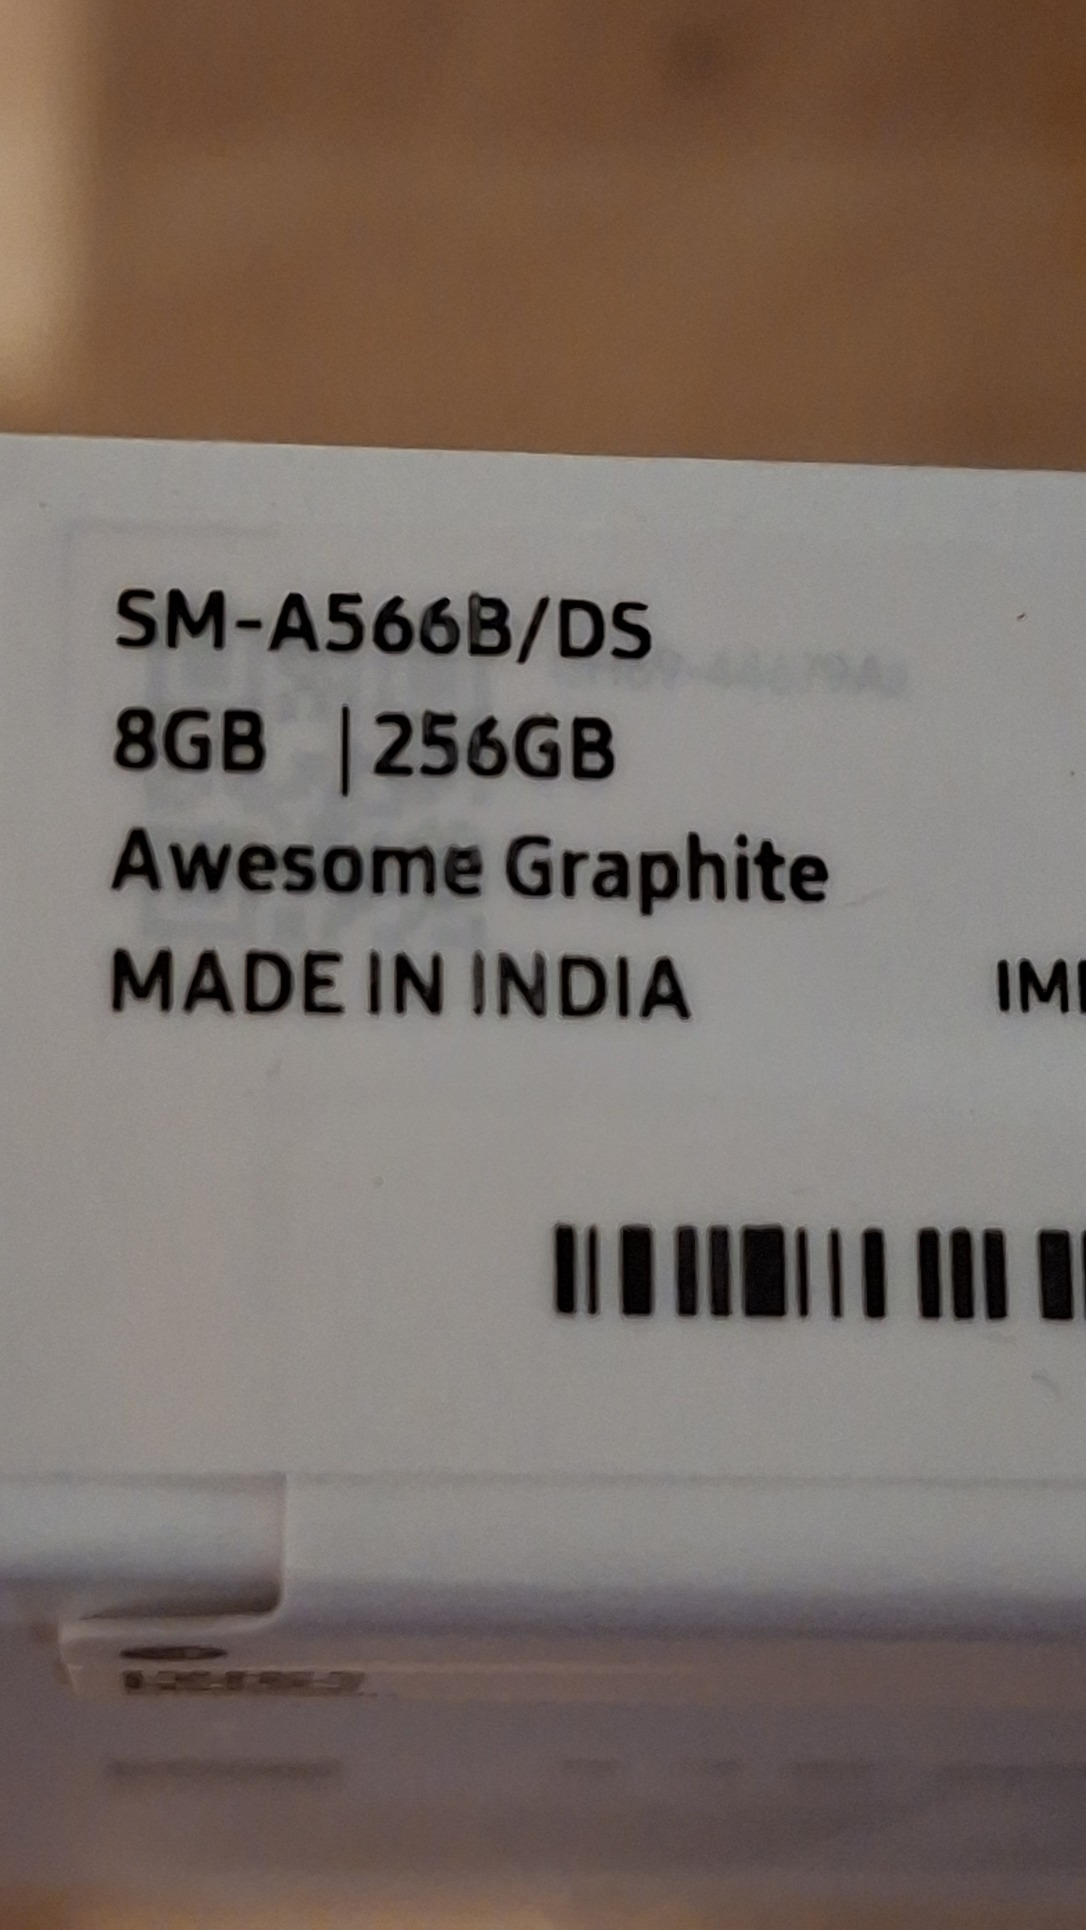 SM-A566B/DS
8GB | 256GB
Awesome Graphite
MADE IN INDIA